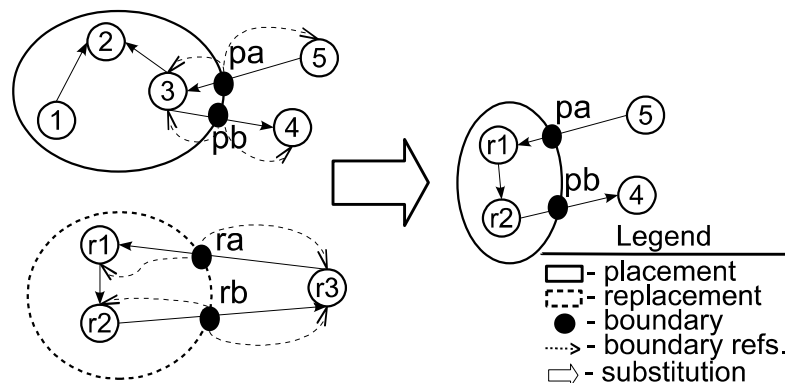 2
pa
5
3
1
pb
4
pa
5
r1
pb
4
r2
r1
ra
r3
rb
r2
Legend
- placement
- replacement
- boundary
- boundary refs.
- substitution